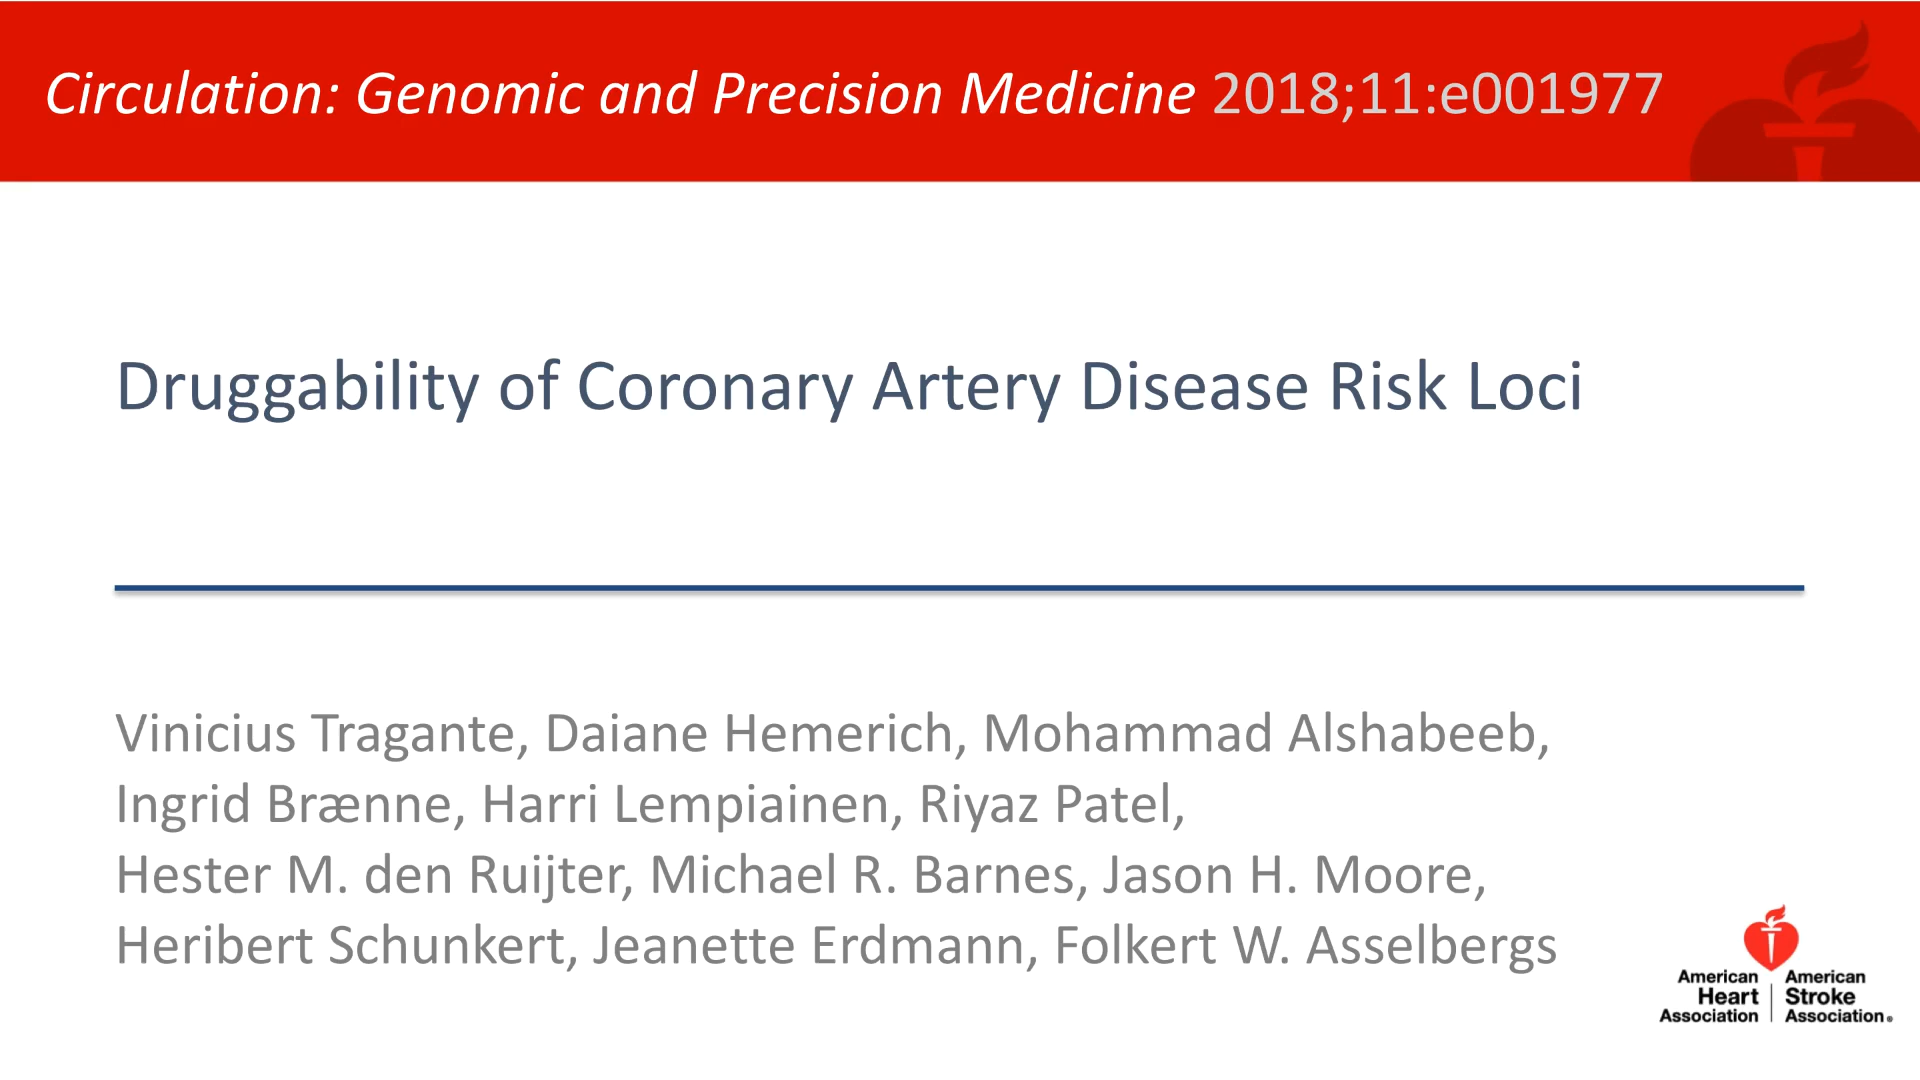 Circulation: Genomic and Precision Medicine 2018;11:e001977
Druggability of Coronary Artery Disease Risk Loci
Vinicius Tragante, Daiane Hemerich, Mohammad Alshabeeb,
Ingrid Brænne, Harri Lempiainen, Riyaz Patel,
Hester M. den Ruijter, Michael R. Barnes, Jason H. Moore,
Heribert Schunkert, Jeanette Erdmann, Folkert W. Asselbergs
American
Heart
Association
American
Stroke
Association®